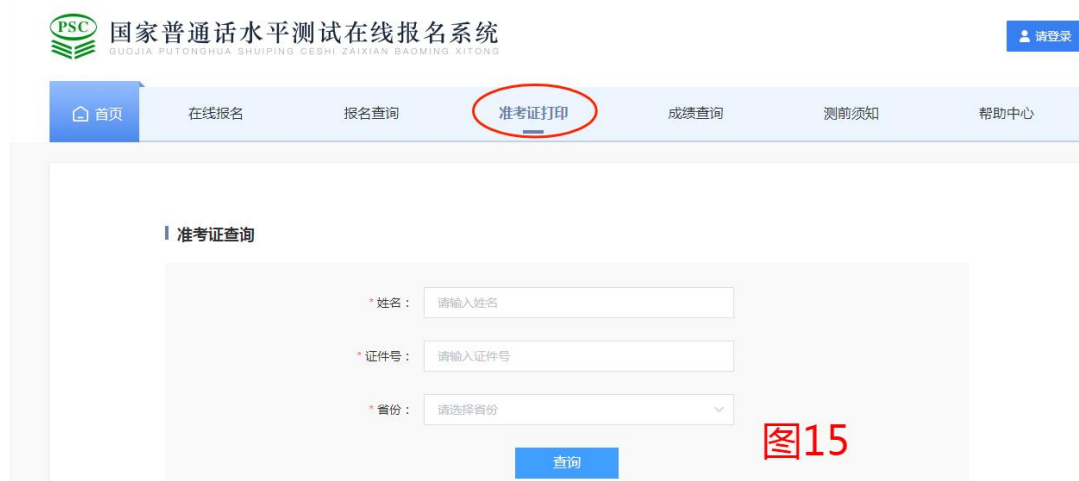 PSC
国家普通话水平测试在线报名系统
GUOJIA PUTONGHUA SHUIPING CESHI ZAIXIAN BAOMING XITONG
请登录
首页 在线报名 报名查询 准考证打印 成绩查询 测前须知 帮助中心
准考证查询
*姓名： 请输入姓名
*证件号： 请输入证件号
*省份： 请选择省份
图15
查询